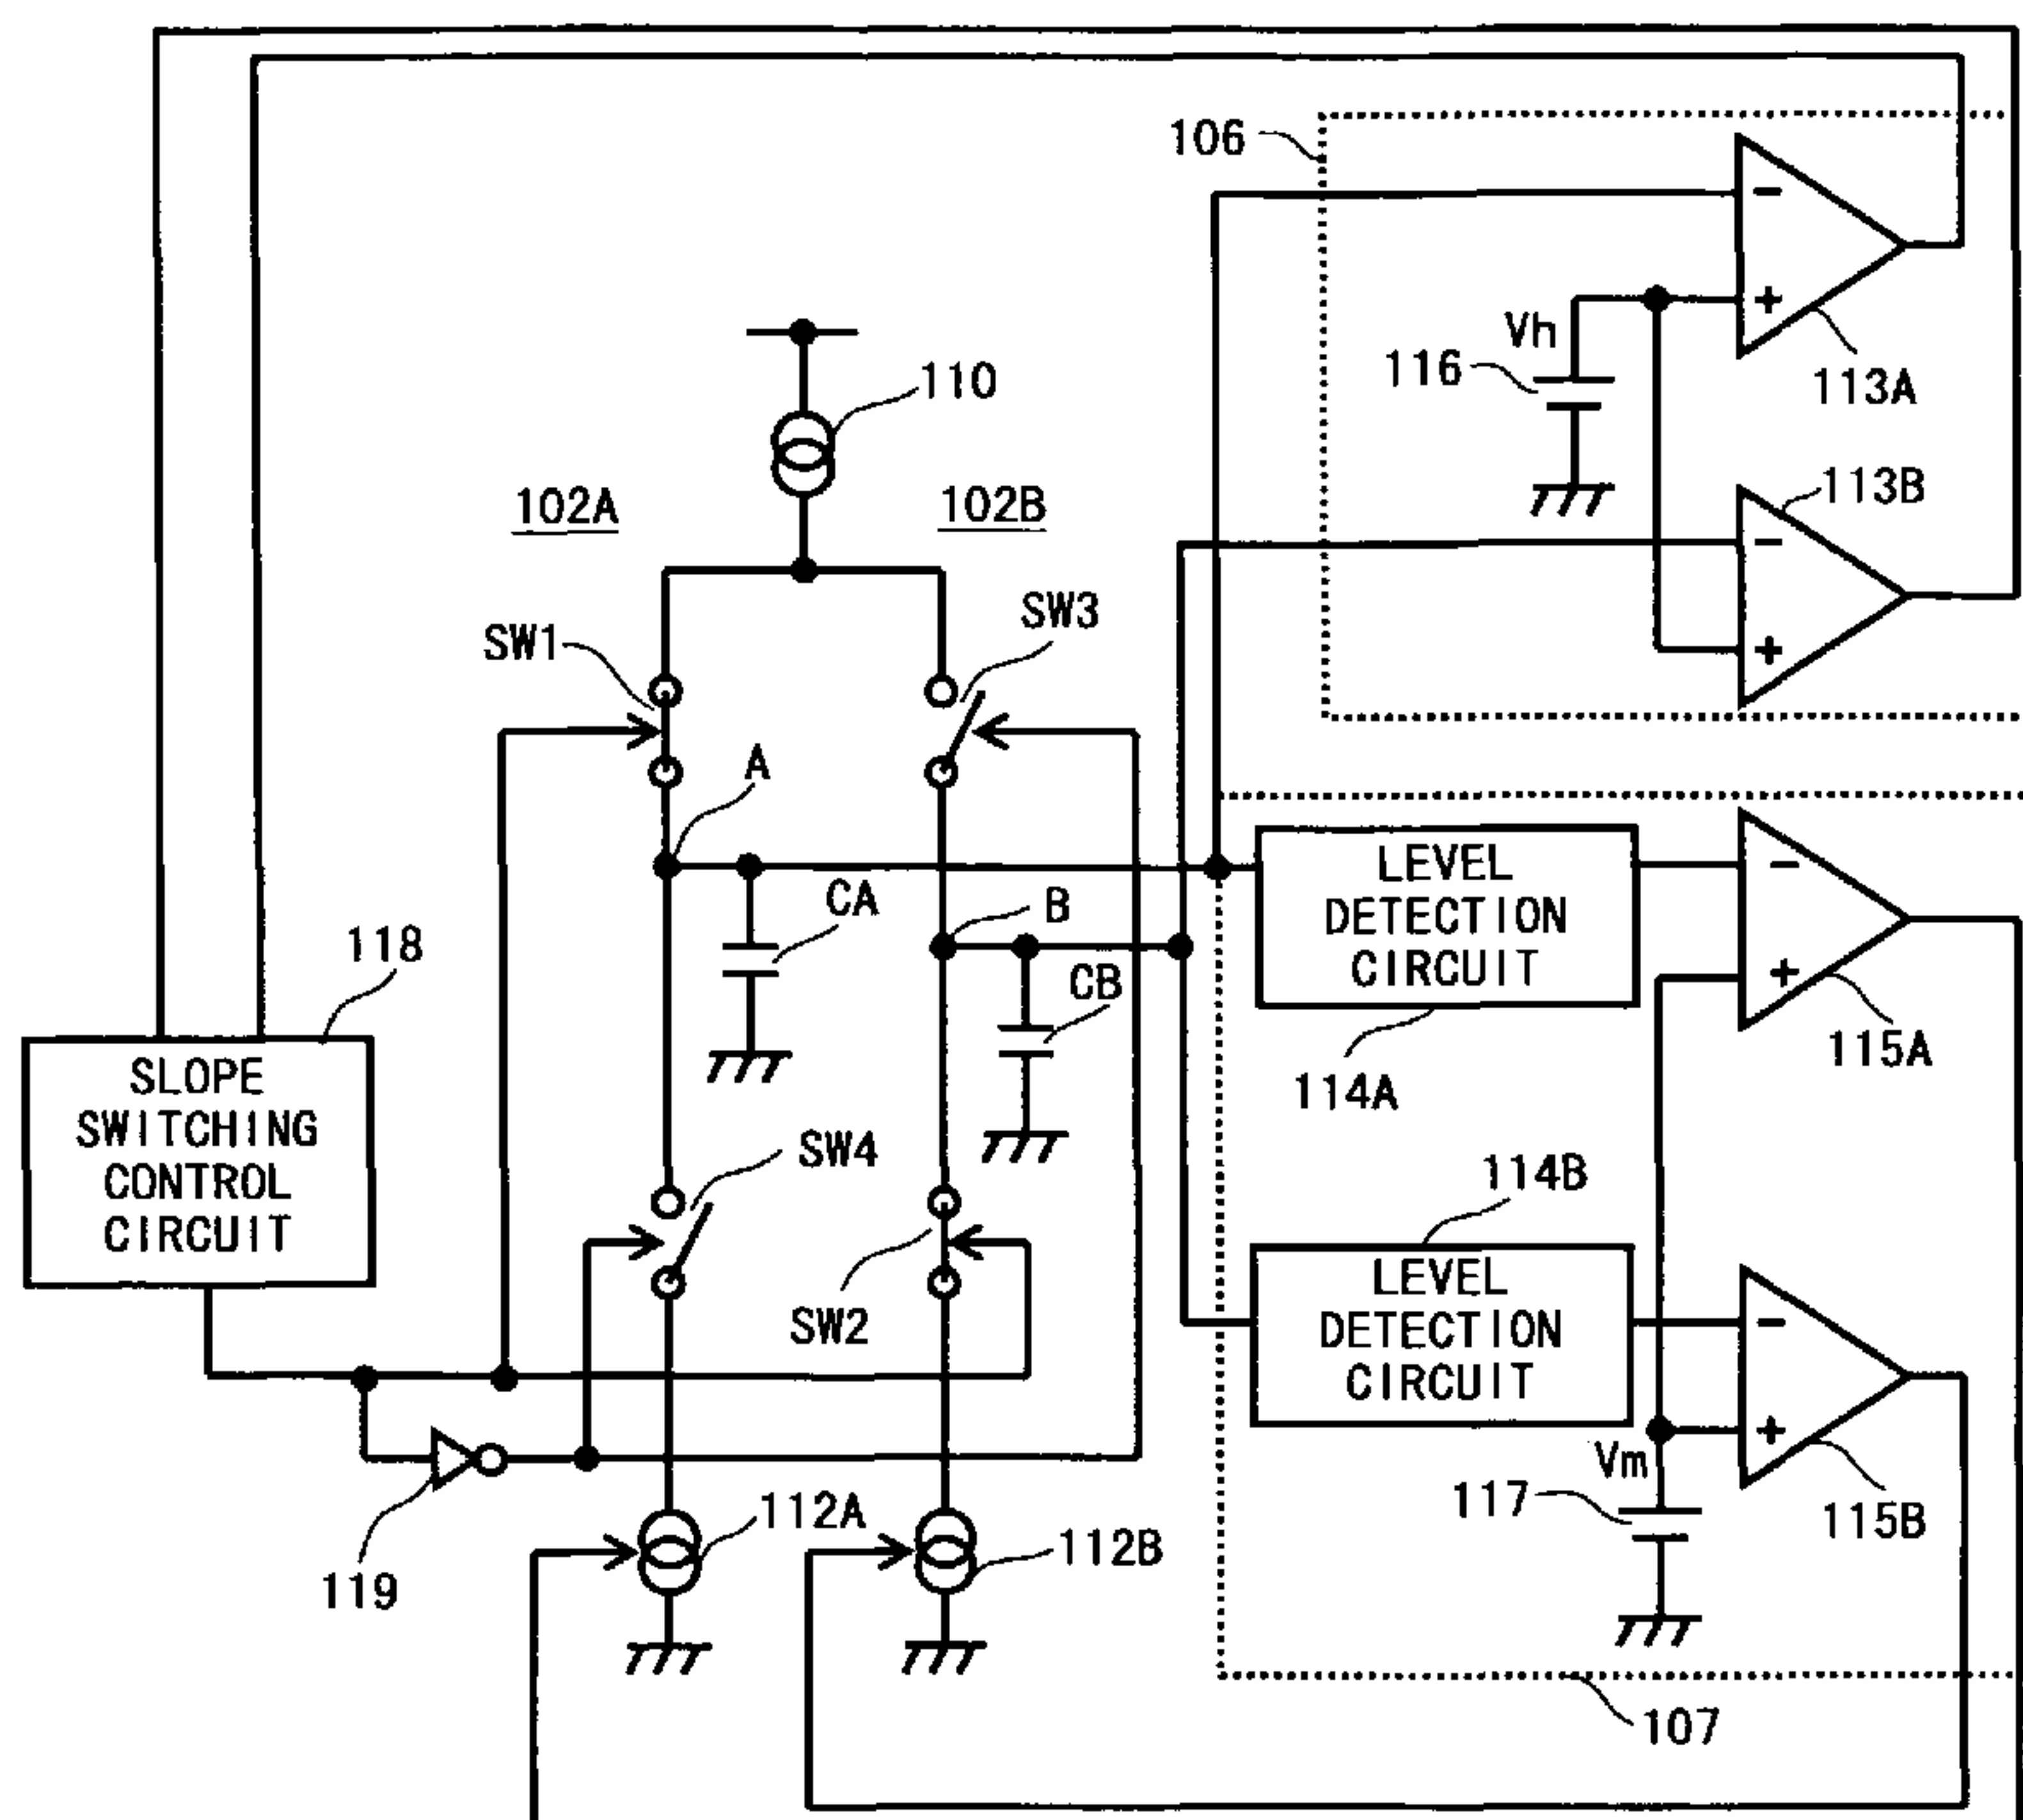 106
-
+
Vh
116
113A
110
102A
102B
113B
-
+
SW1
SW3
A
CA
B
CB
LEVEL
DETECTION
CIRCUIT
-
+
115A
114A
118
SLOPE
SWITCHING
CONTROL
CIRCUIT
SW4
SW2
114B
LEVEL
DETECTION
CIRCUIT
-
+
Vm
117
115B
119
112A
112B
107